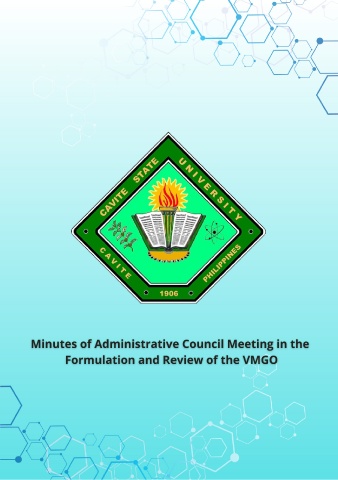 CAVITE STATE UNIVERSITY
CAVITE PHILIPPINES
1906
Minutes of Administrative Council Meeting in the
Formulation and Review of the VMGO